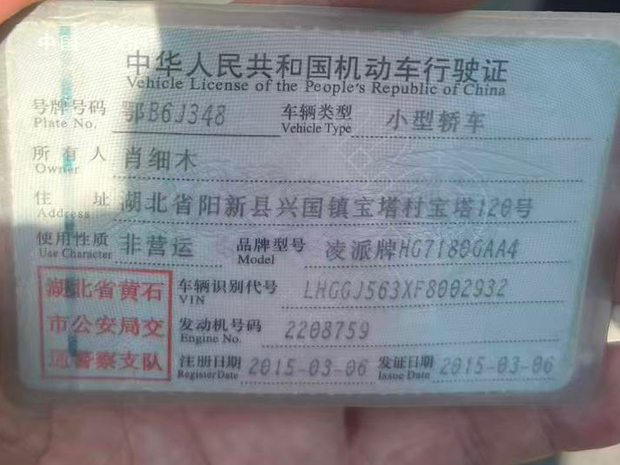 中华人民共和国机动车行驶证
Vehicle License of the People's Republic of China
号牌号码 鄂B6J348 车辆类型 小型轿车
Plate No. Vehicle Type
所有人 肖细木
Owner
住址 湖北省阳新县兴国镇宝塔村宝塔120号
Address
使用性质 非营运 品牌型号 凌派牌HG7180GAA4
Use Character Model
湖北省黄石
市公安局交
通警察支队
车辆识别代号 LHGGJ563XF8002932
VIN
发动机号码 2208759
Engine No.
注册日期 2015-03-06 发证日期 2015-03-06
Register Date Issue Date